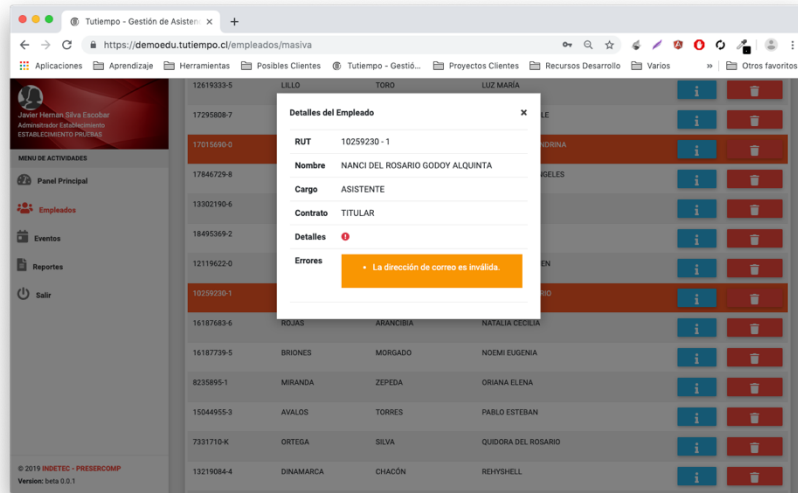 Tutiempo - Gestión de Asistenc
https://demoedu.tutiempo.cl/empleados/masiva
Aplicaciones Aprendizaje Herramientas Posibles Clientes Tutiempo - Gestió... Proyectos Clientes Recursos Desarrollo Varios » Otros favoritos
Javier Hernan Silva Escobar
Administrador Establecimiento
ESTABLECIMIENTO PRUEBAS
MENU DE ACTIVIDADES
Panel Principal
Empleados
Eventos
Reportes
Salir
© 2019 INDETEC - PRESERCOMP
Version: beta 0.0.1
12619333-5 LILLO TORO LUZ MARÍA
17295808-7 LE
17015690-0 NDRINA
17846729-8 NGELES
13302190-6
18495369-2
12119622-0 EN
10259230-1 RIO
16187683-6 ROJAS ARANCIBIA NATALIA CECILIA
16187739-5 BRIONES MORGADO NOEMI EUGENIA
8235895-1 MIRANDA ZEPEDA ORIANA ELENA
15044955-3 AVALOS TORRES PABLO ESTEBAN
7331710-K ORTEGA SILVA QUIDORA DEL ROSARIO
13219084-4 DINAMARCA CHACÓN REHYSHELL
Detalles del Empleado ×
RUT 10259230 - 1
Nombre NANCI DEL ROSARIO GODOY ALQUINTA
Cargo ASISTENTE
Contrato TITULAR
Detalles
Errores
La dirección de correo es inválida.